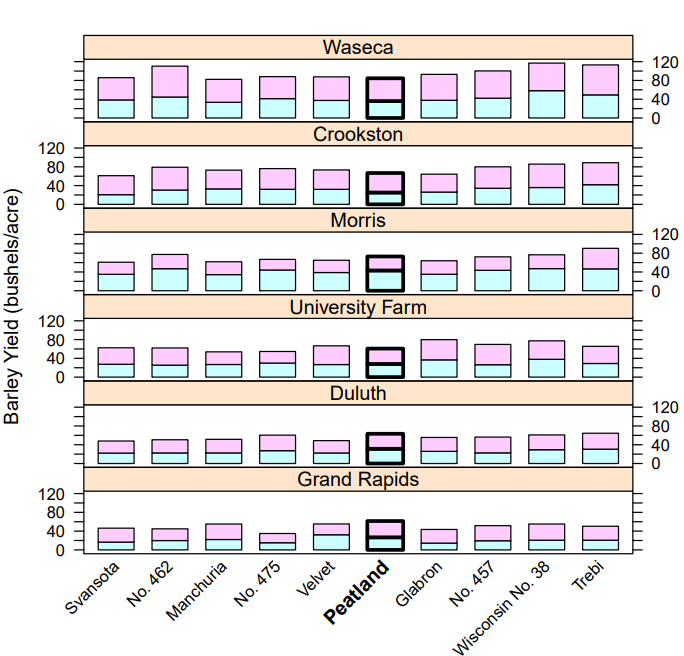 Waseca
120
80
40
0
Crookston
120
80
40
0
Morris
120
80
40
0
University Farm
120
80
40
0
Duluth
120
80
40
0
Grand Rapids
120
80
40
0
Barley Yield (bushels/acre)
Svansota
No. 462
Manchuria
No. 475
Velvet
Peatland
Glabron
No. 457
Wisconsin No. 38
Trebi